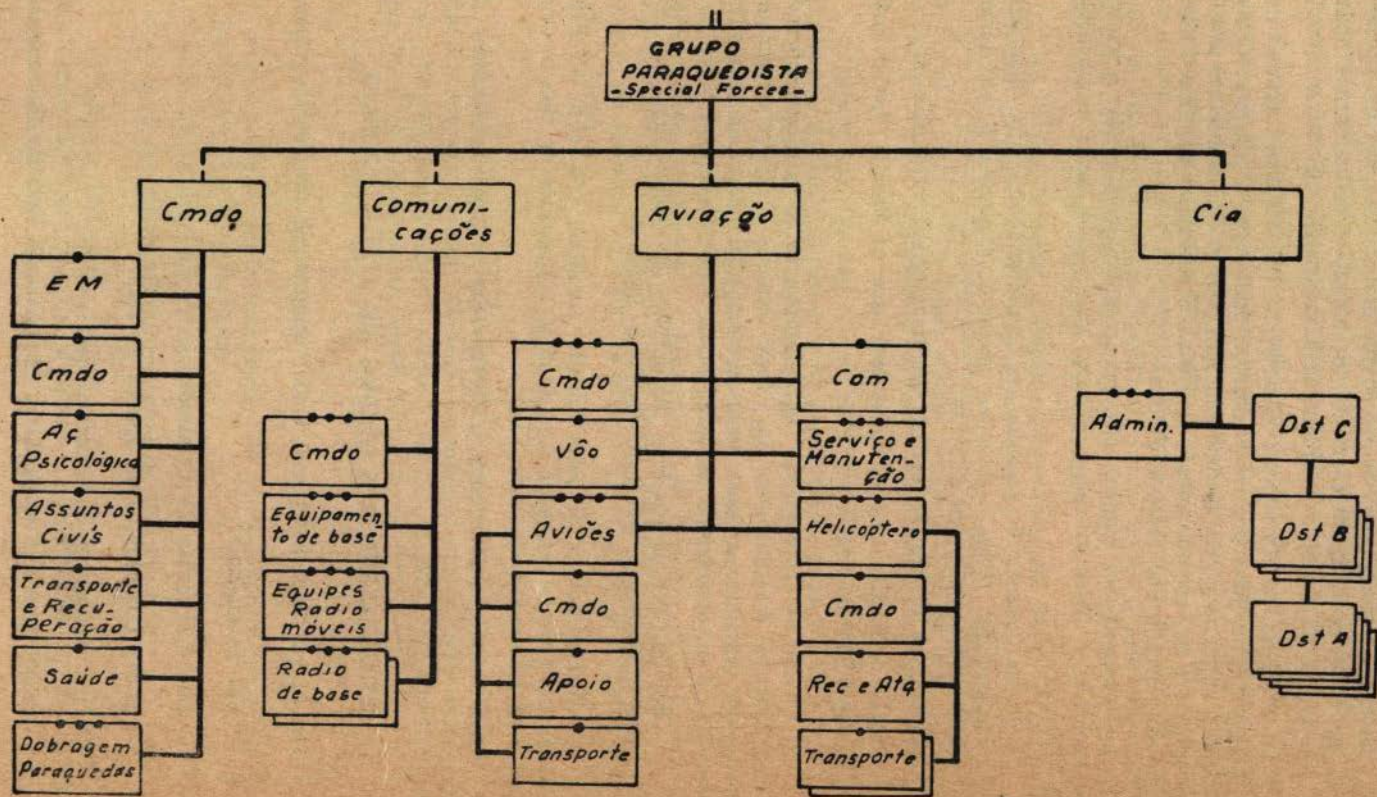 GRUPO
PARAQUEDISTA
- Special Forces -
Cmdo
Comuni-
cações
Aviação
Cia
EM
Cmdo
Aç
Psicológica
Assuntos
Civís
Transporte
e Recu-
peração
Saúde
Dobragem
Paraquedas
Cmdo
Equipamen-
to de base
Equipes
Radio
móveis
Radio
de base
Cmdo
Vôo
Aviões
Cmdo
Apoio
Transporte
Com
Serviço e
Manuten-
ção
Helicóptero
Cmdo
Rec e Atq
Transporte
Admin.
Dst C
Dst B
Dst A